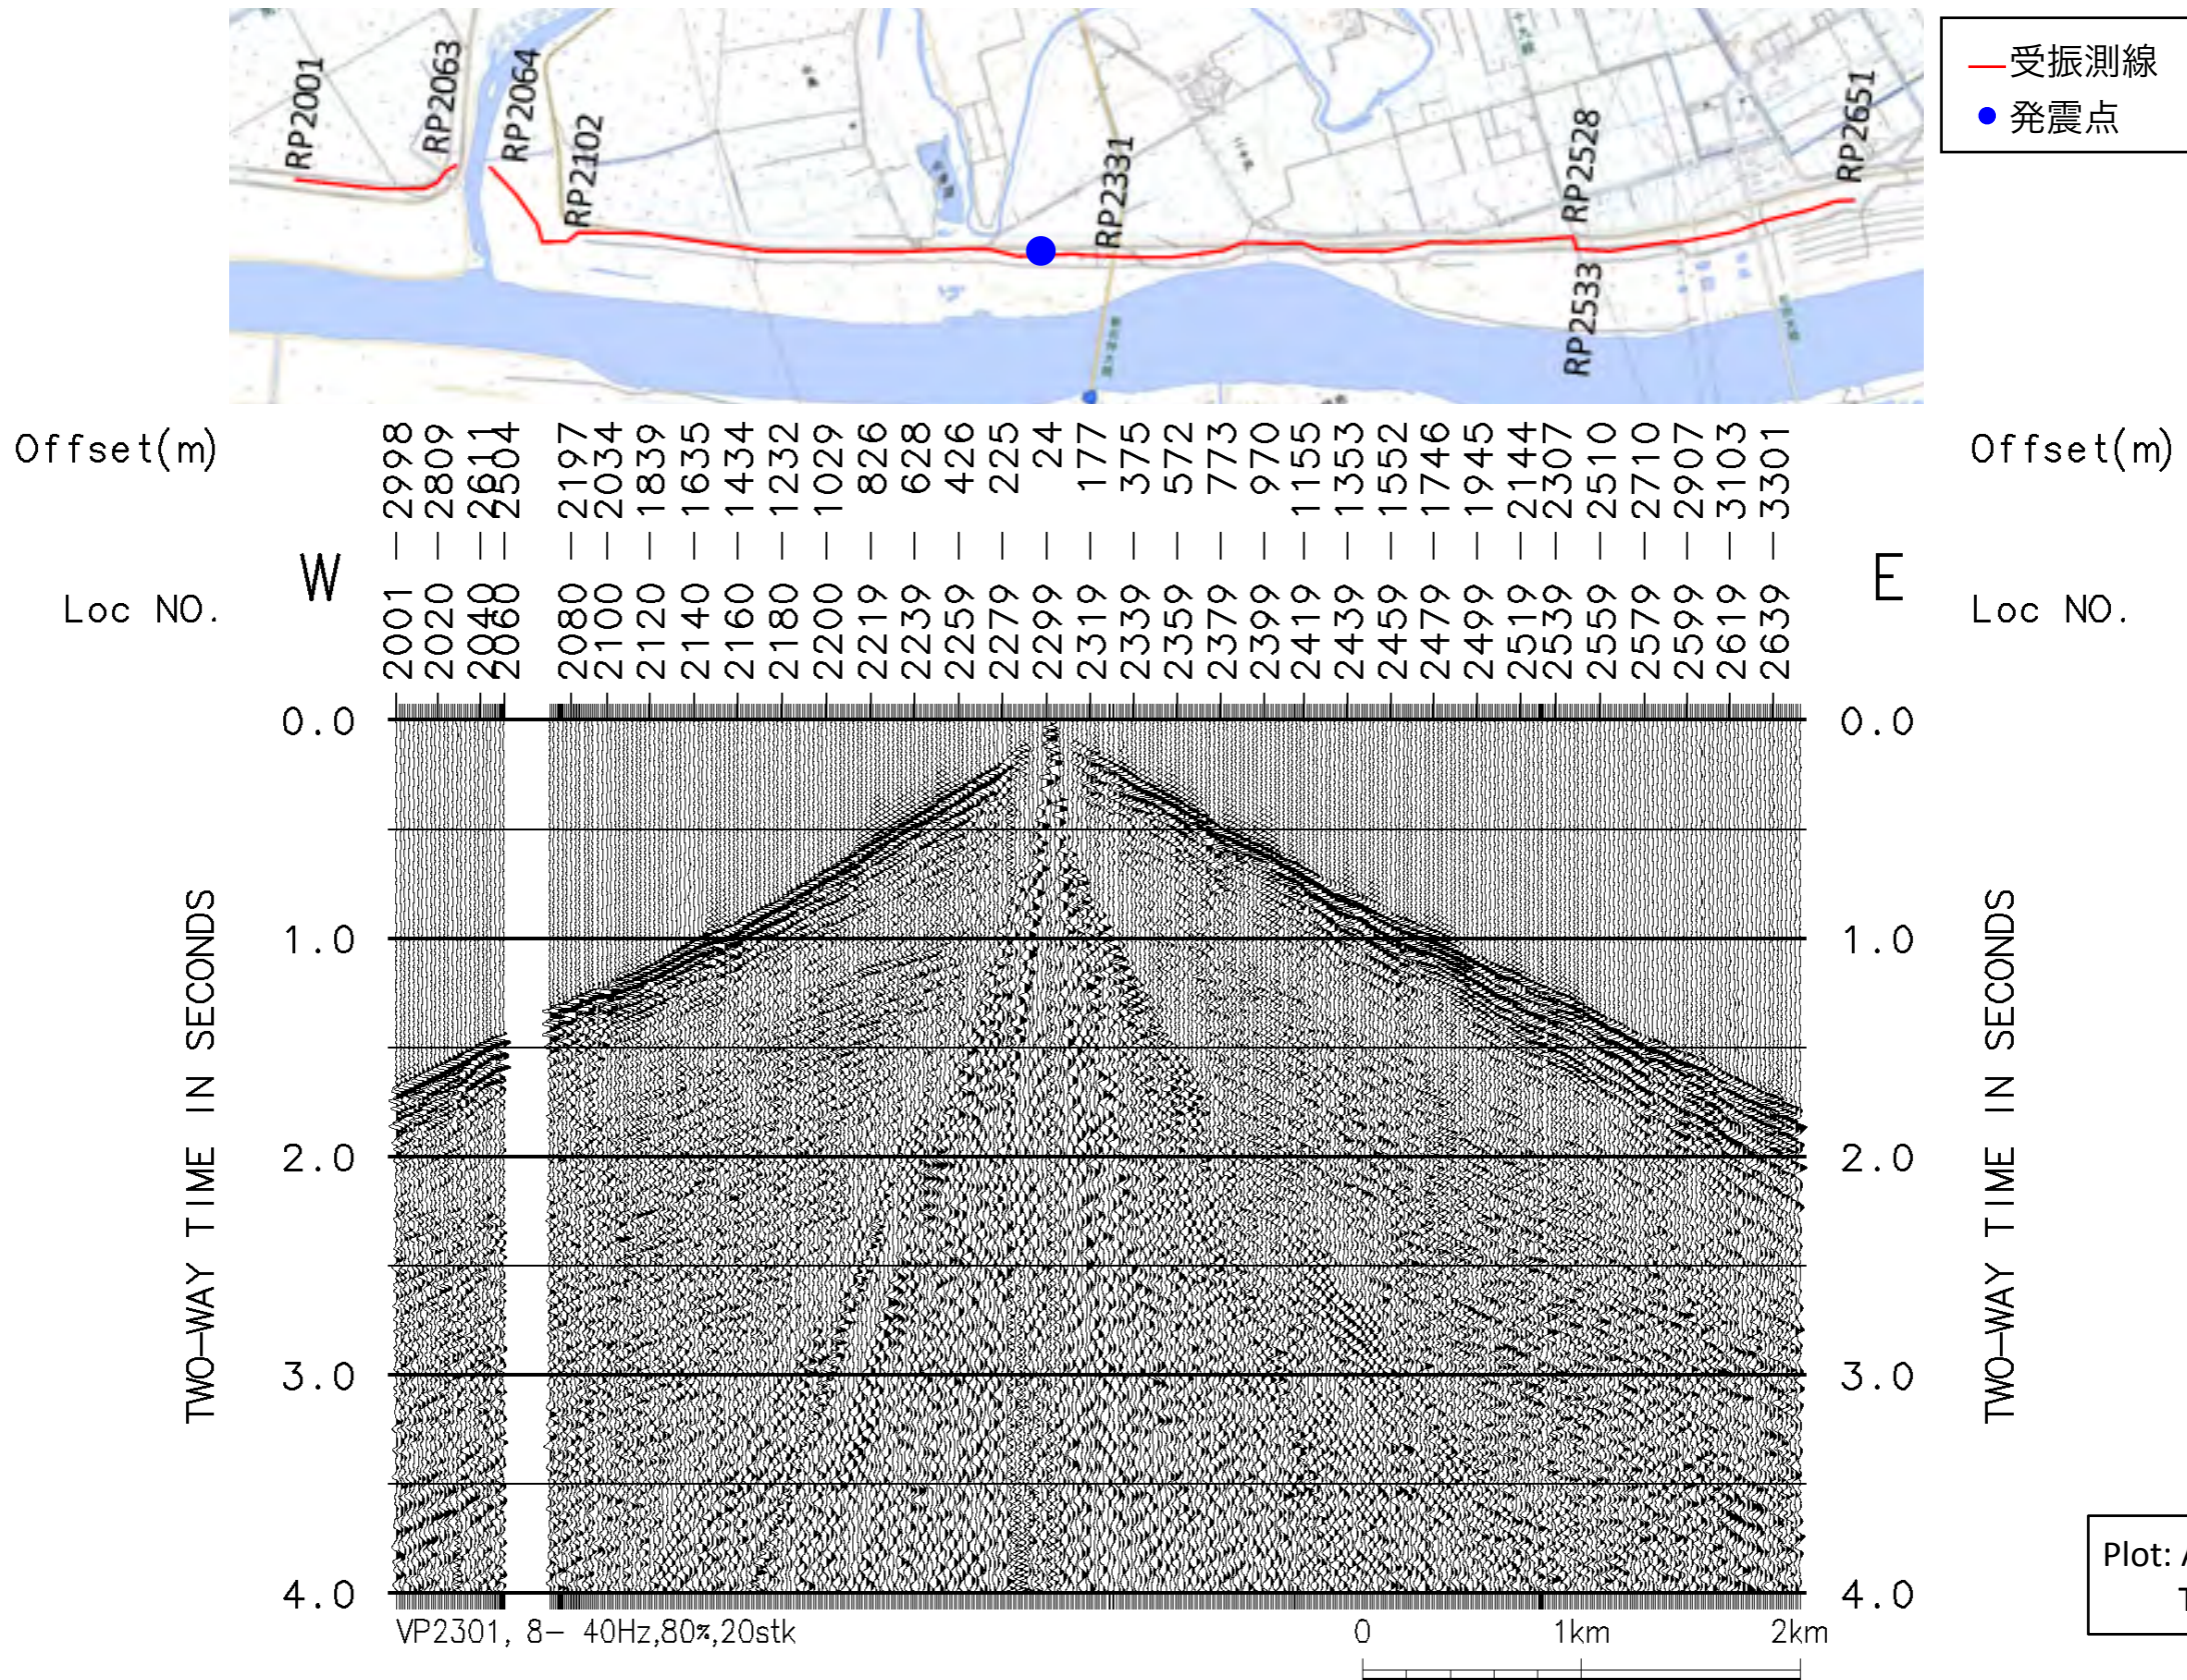 RP2001
RP2063
RP2064
RP2102
RP2331
RP2528
RP2533
RP2651
受振測線
発震点
Offset(m)
2998 2809 2611 2504 2197 2034 1839 1635 1434 1232 1029 826 628 426 225 24 177 375 572 773 970 1155 1353 1552 1746 1945 2144 2307 2510 2710 2907 3103 3301
Offset(m)
W
E
Loc NO.
2001 2020 2040 2060 2080 2100 2120 2140 2160 2180 2200 2219 2239 2259 2279 2299 2319 2339 2359 2379 2399 2419 2439 2459 2479 2499 2519 2539 2559 2579 2599 2619 2639
Loc NO.
0.0 0.0
1.0 1.0
2.0 2.0
3.0 3.0
4.0 4.0
TWO-WAY TIME IN SECONDS
TWO-WAY TIME IN SECONDS
VP2301, 8- 40Hz,80%,20stk
0 1km 2km
Plot: A
T